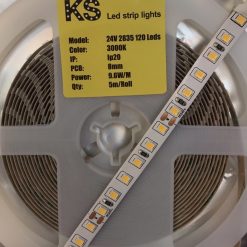 KS
Led strip lights
Model: 24V 2835 120 Leds
Color: 3000K
IP: Ip20
PCB: 8mm
Power: 9.6W/M
Qty: 5m/Roll